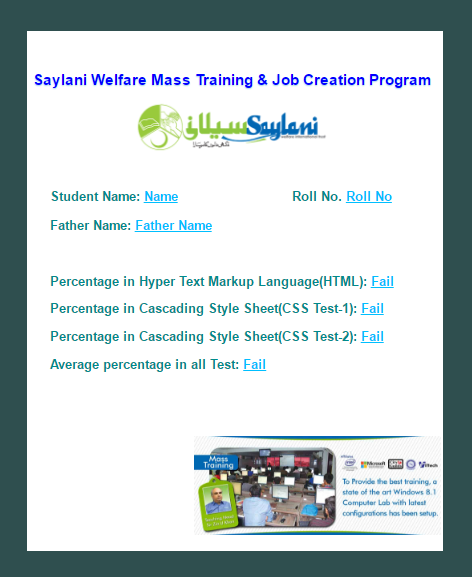 Saylani Welfare Mass Training & Job Creation Program
سیلانی Saylani
Student Name: Name Roll No. Roll No
Father Name: Father Name
Percentage in Hyper Text Markup Language(HTML): Fail
Percentage in Cascading Style Sheet(CSS Test-1): Fail
Percentage in Cascading Style Sheet(CSS Test-2): Fail
Average percentage in all Test: Fail
Mass
Training
Microsoft
To Provide the best training, a
state of the art Windows 8.1
Computer Lab with latest
configurations has been setup.